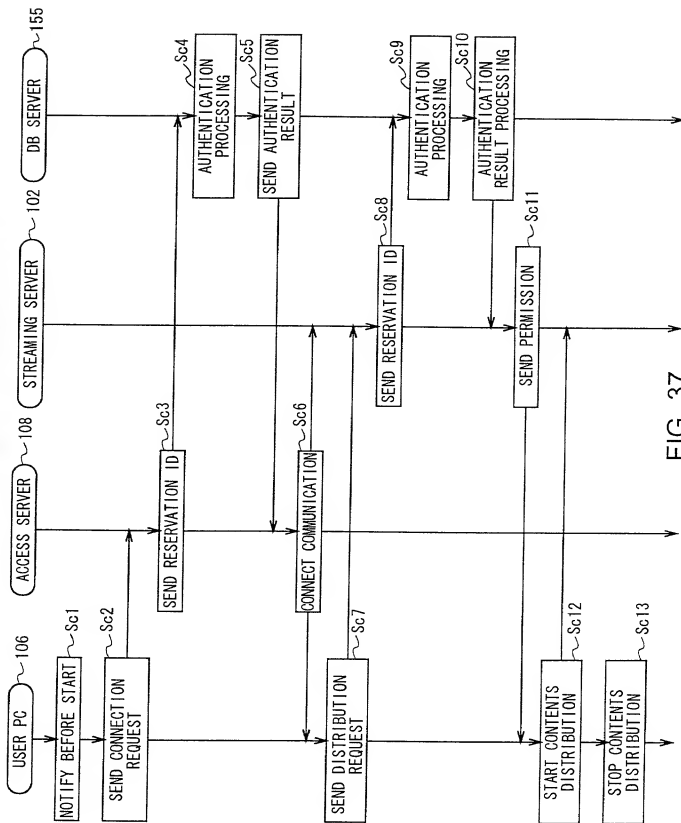 USER PC
106
ACCESS SERVER
108
STREAMING SERVER
102
DB SERVER
155
NOTIFY BEFORE START
Sc1
SEND CONNECTION
REQUEST
Sc2
SEND RESERVATION ID
Sc3
AUTHENTICATION
PROCESSING
Sc4
SEND AUTHENTICATION
RESULT
Sc5
CONNECT COMMUNICATION
Sc6
SEND DISTRIBUTION
REQUEST
Sc7
SEND RESERVATION ID
Sc8
AUTHENTICATION
PROCESSING
Sc9
AUTHENTICATION
RESULT PROCESSING
Sc10
SEND PERMISSION
Sc11
START CONTENTS
DISTRIBUTION
Sc12
STOP CONTENTS
DISTRIBUTION
Sc13
FIG. 37